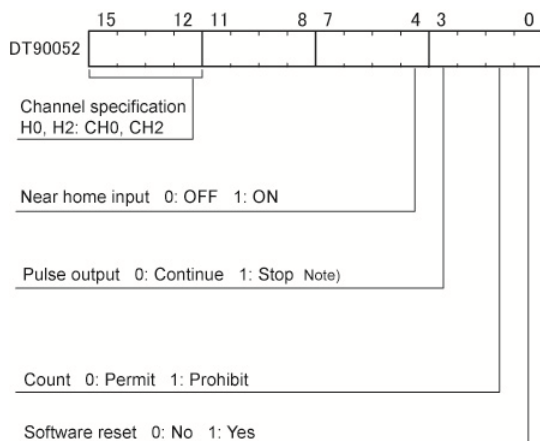 15 12 11 8 7 4 3 0
DT90052
Channel specification
H0, H2: CH0, CH2
Near home input 0: OFF 1: ON
Pulse output 0: Continue 1: Stop Note)
Count 0: Permit 1: Prohibit
Software reset 0: No 1: Yes